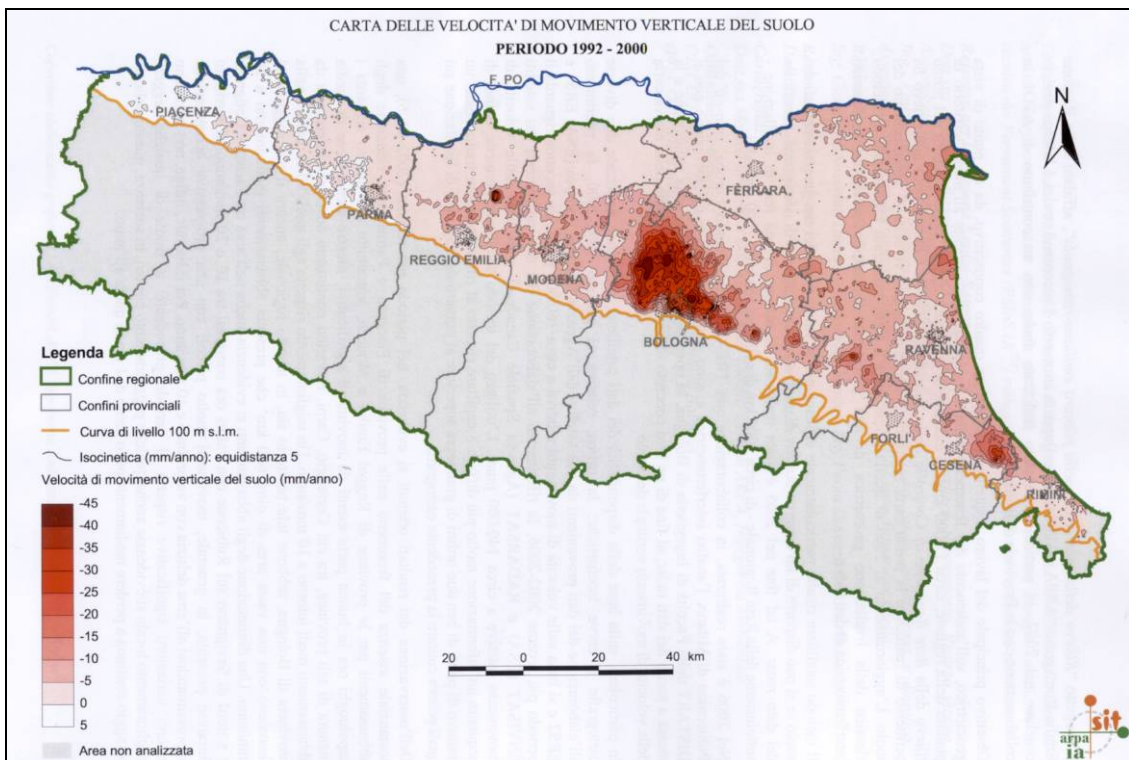 CARTA DELLE VELOCITA' DI MOVIMENTO VERTICALE DEL SUOLO
PERIODO 1992 - 2000
F. PO
N
PIACENZA
FERRARA
PARMA
REGGIO EMILIA
MODENA
BOLOGNA
RAVENNA
FORLI'
CESENA
RIMINI
Legenda
Confine regionale
Confini provinciali
Curva di livello 100 m s.l.m.
Isocinetica (mm/anno): equidistanza 5
Velocità di movimento verticale del suolo (mm/anno)
-45
-40
-35
-30
-25
-20
-15
-10
-5
0
5
Area non analizzata
20 0 20 40 km
sit
arpa
ia